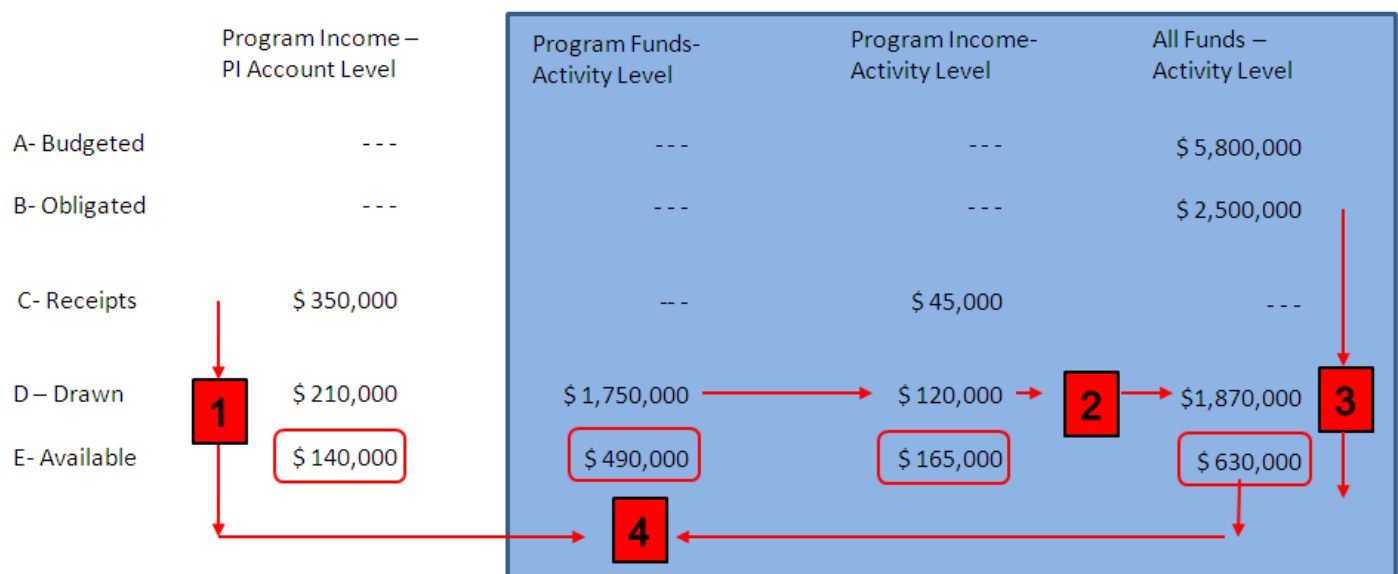 Program Income –
PI Account Level
Program Funds-
Activity Level
Program Income-
Activity Level
All Funds –
Activity Level
A- Budgeted
- - -
- - -
- - -
$ 5,800,000
B- Obligated
- - -
- - -
- - -
$ 2,500,000
C- Receipts
$ 350,000
-- -
$ 45,000
- - -
D – Drawn
1
$ 210,000
$ 1,750,000
$ 120,000
2
$1,870,000
3
E- Available
$ 140,000
$ 490,000
$ 165,000
$ 630,000
4